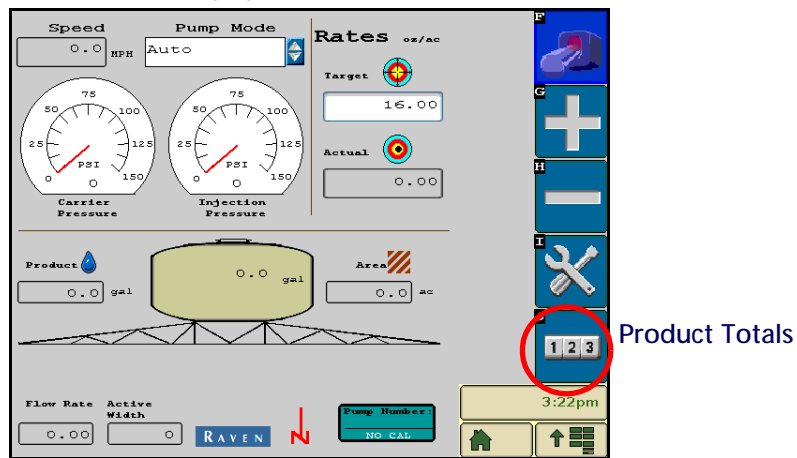 Speed
0.0 MPH
Pump Mode
Auto
Rates oz/ac
Target
16.00
Actual
0.00
0 25 50 75 100 125 150
PSI
0
Carrier
Pressure
0 25 50 75 100 125 150
PSI
0
Injection
Pressure
Product
0.0 gal
0.0 gal
Area
0.0 ac
Flow Rate
0.00
Active
Width
0
RAVEN
Pump Number:
NO CAL
F
G
H
I
1 2 3
Product Totals
3:22pm